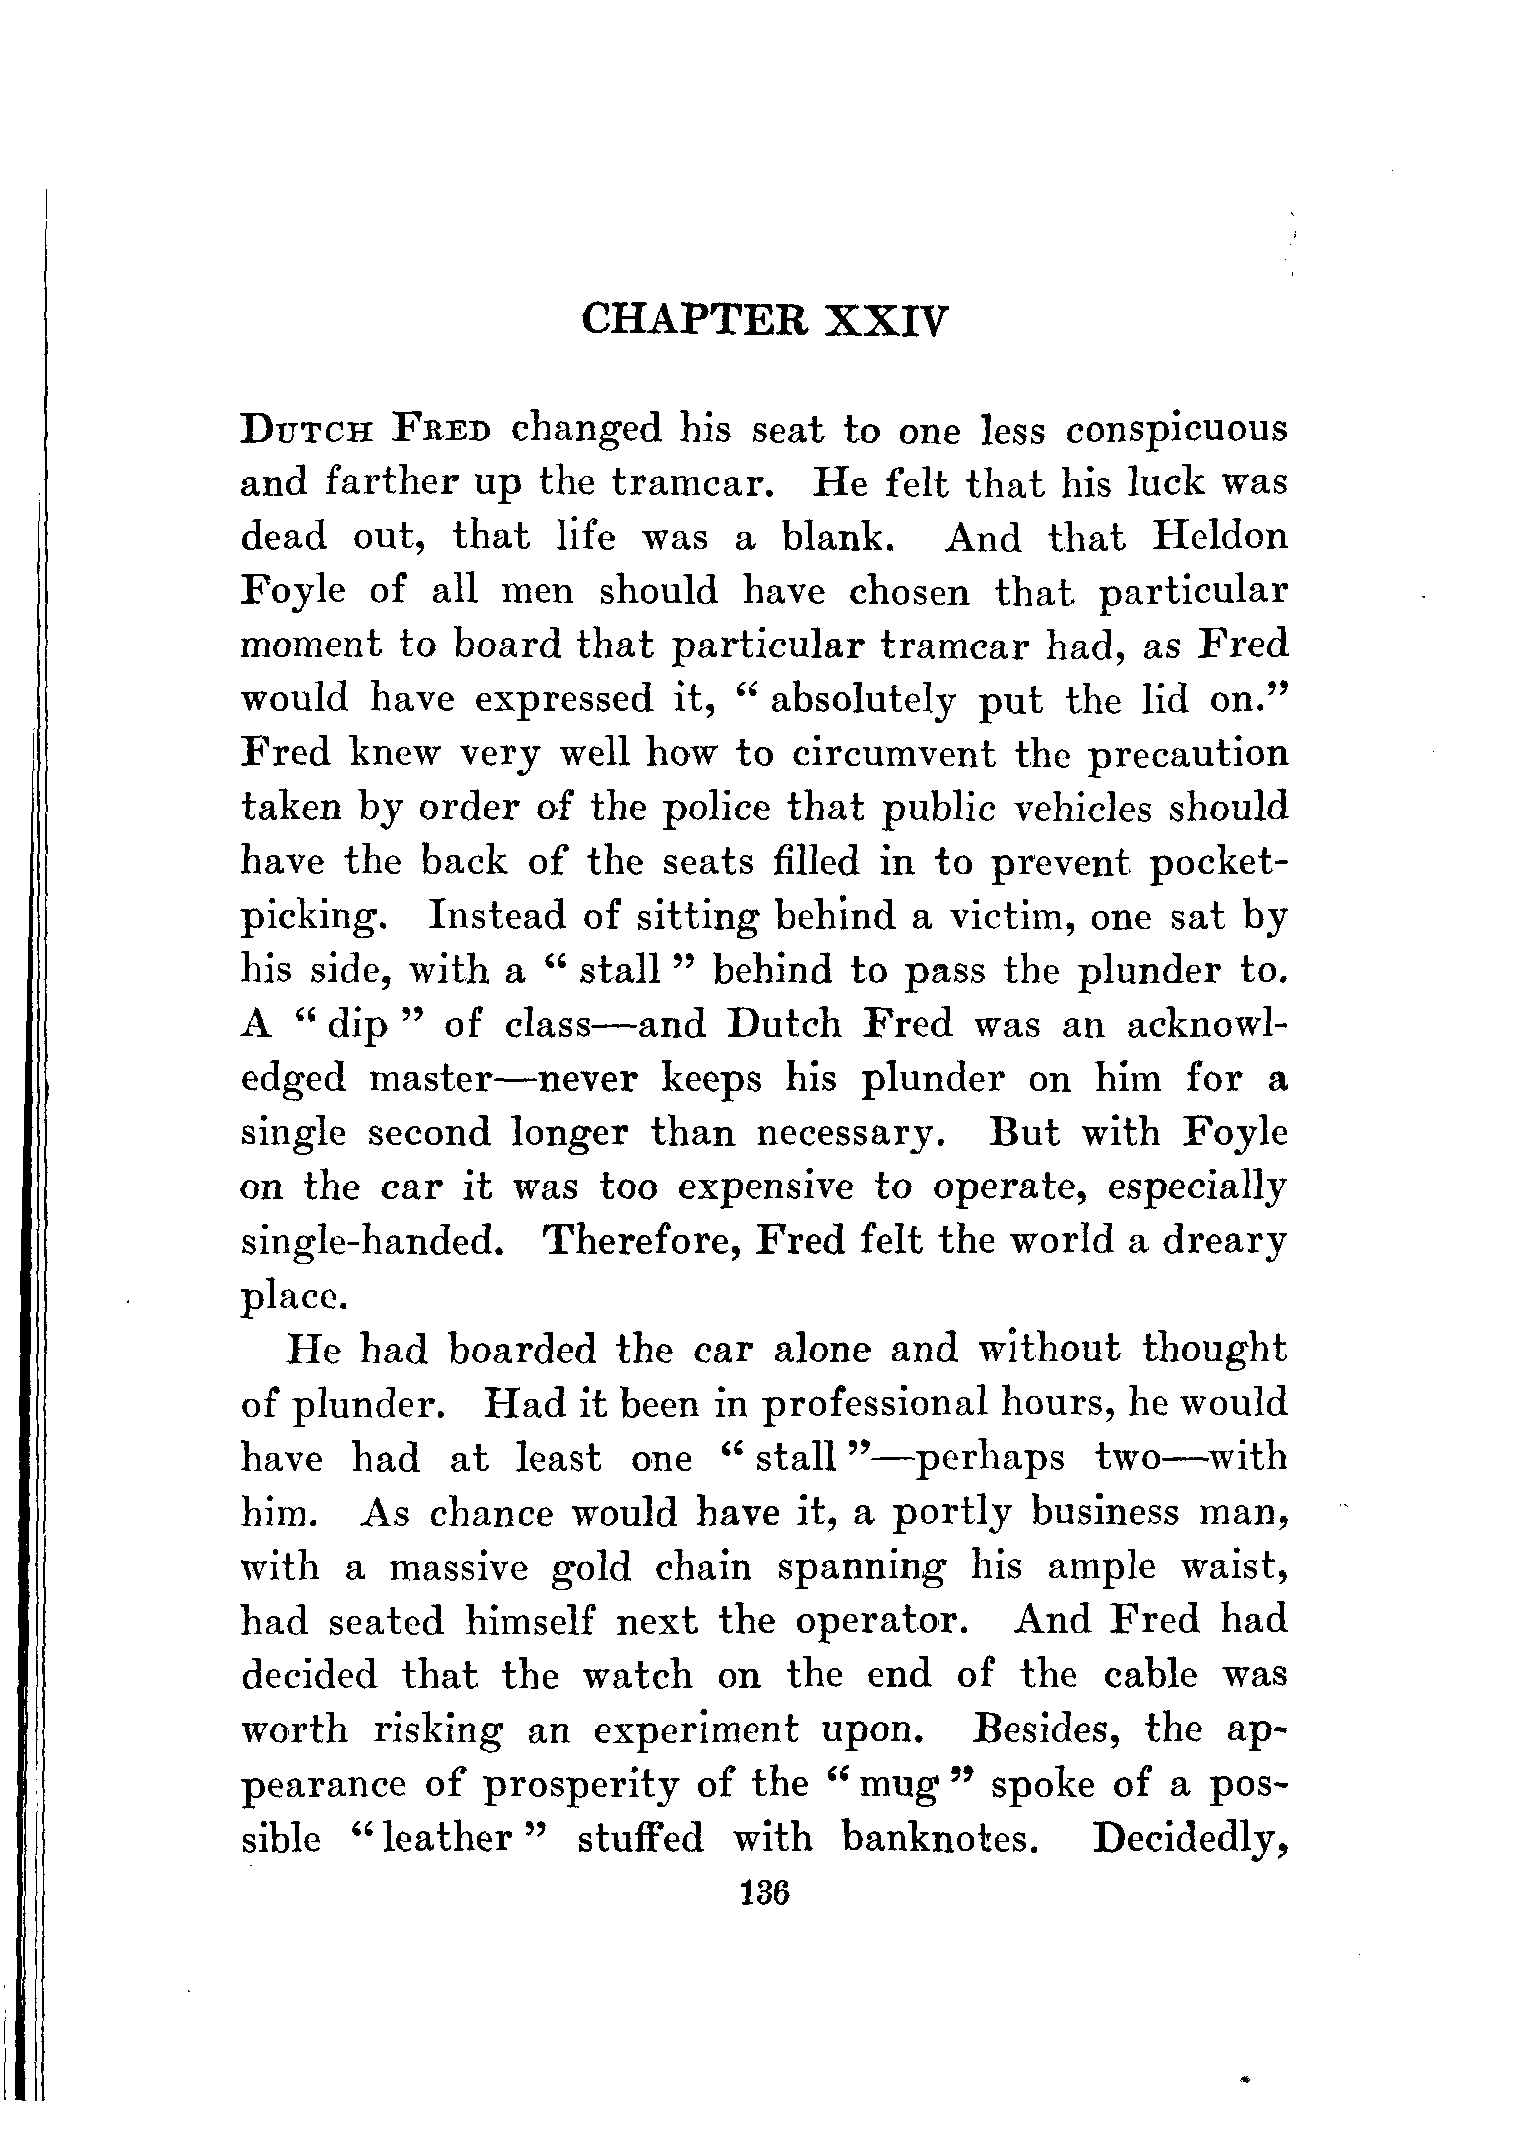 CHAPTER XXIV
DUTCH FRED changed his seat to one less conspicuous
and farther up the tramcar. He felt that his luck was
dead out, that life was a blank. And that Heldon
Foyle of all men should have chosen that particular
moment to board that particular tramcar had, as Fred
would have expressed it, “ absolutely put the lid on.”
Fred knew very well how to circumvent the precaution
taken by order of the police that public vehicles should
have the back of the seats filled in to prevent pocket-
picking. Instead of sitting behind a victim, one sat by
his side, with a “ stall ” behind to pass the plunder to.
A “ dip ” of class—and Dutch Fred was an acknowl-
edged master—never keeps his plunder on him for a
single second longer than necessary. But with Foyle
on the car it was too expensive to operate, especially
single-handed. Therefore, Fred felt the world a dreary
place.
He had boarded the car alone and without thought
of plunder. Had it been in professional hours, he would
have had at least one “ stall ”—perhaps two—with
him. As chance would have it, a portly business man,
with a massive gold chain spanning his ample waist,
had seated himself next the operator. And Fred had
decided that the watch on the end of the cable was
worth risking an experiment upon. Besides, the ap-
pearance of prosperity of the “ mug ” spoke of a pos-
sible “ leather ” stuffed with banknotes. Decidedly,
136